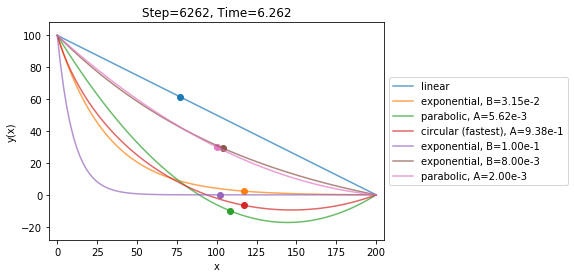 Step=6262, Time=6.262
y(x)
100
80
60
40
20
0
−20
0 25 50 75 100 125 150 175 200
x
linear
exponential, B=3.15e-2
parabolic, A=5.62e-3
circular (fastest), A=9.38e-1
exponential, B=1.00e-1
exponential, B=8.00e-3
parabolic, A=2.00e-3